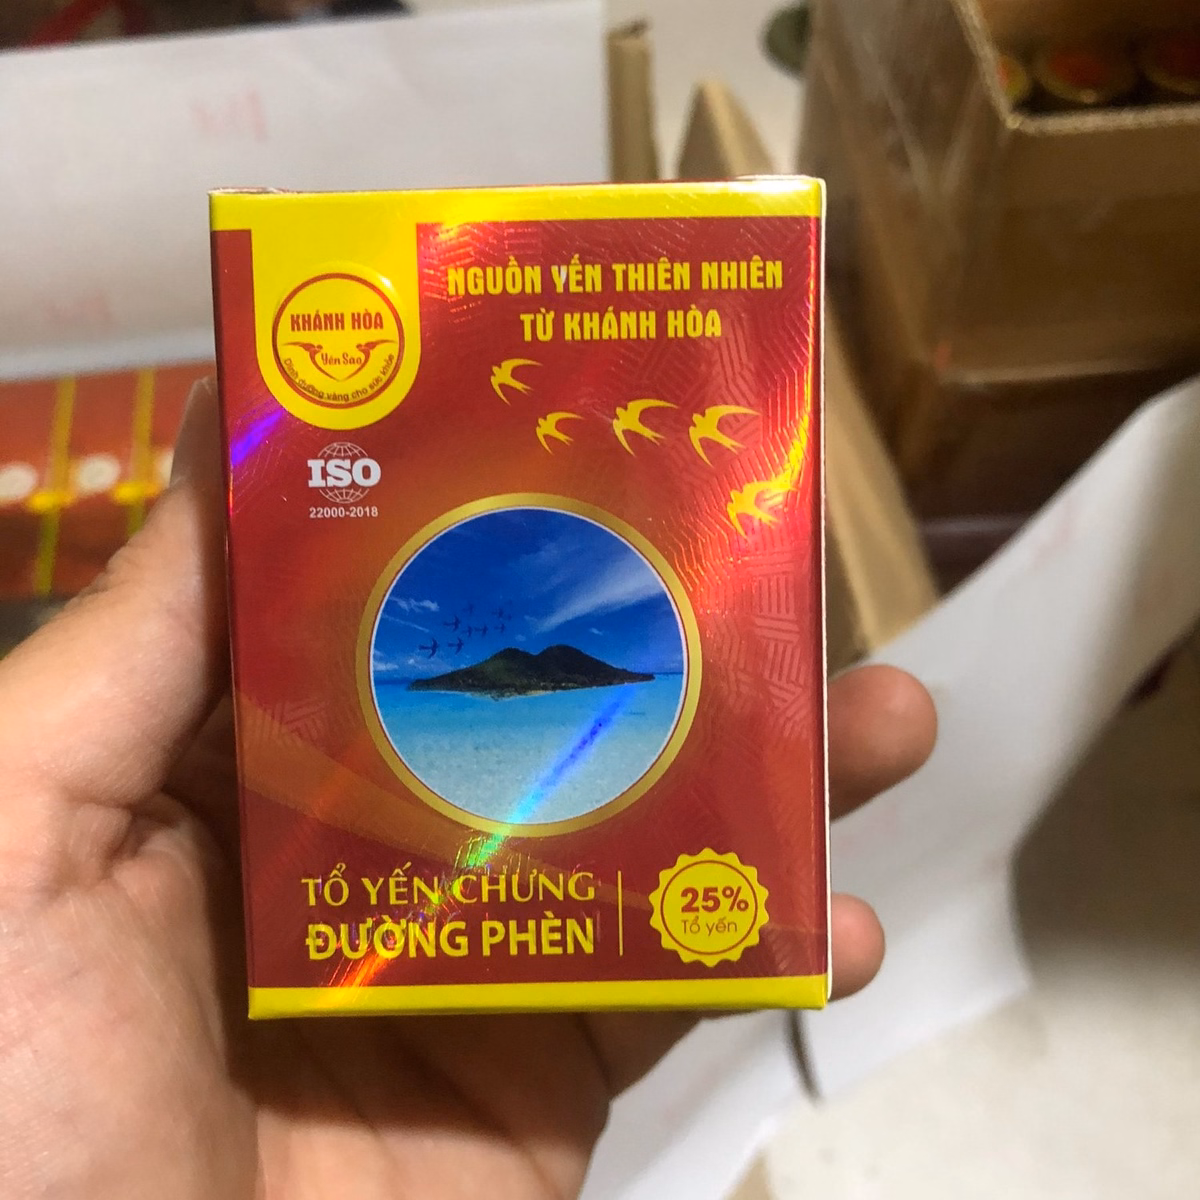 NGUỒN YẾN THIÊN NHIÊN
TỪ KHÁNH HÒA
KHÁNH HÒA
Yến Sào
Dinh dưỡng vàng cho sức khỏe
ISO
22000-2018
TỔ YẾN CHƯNG
ĐƯỜNG PHÈN
25%
Tổ yến